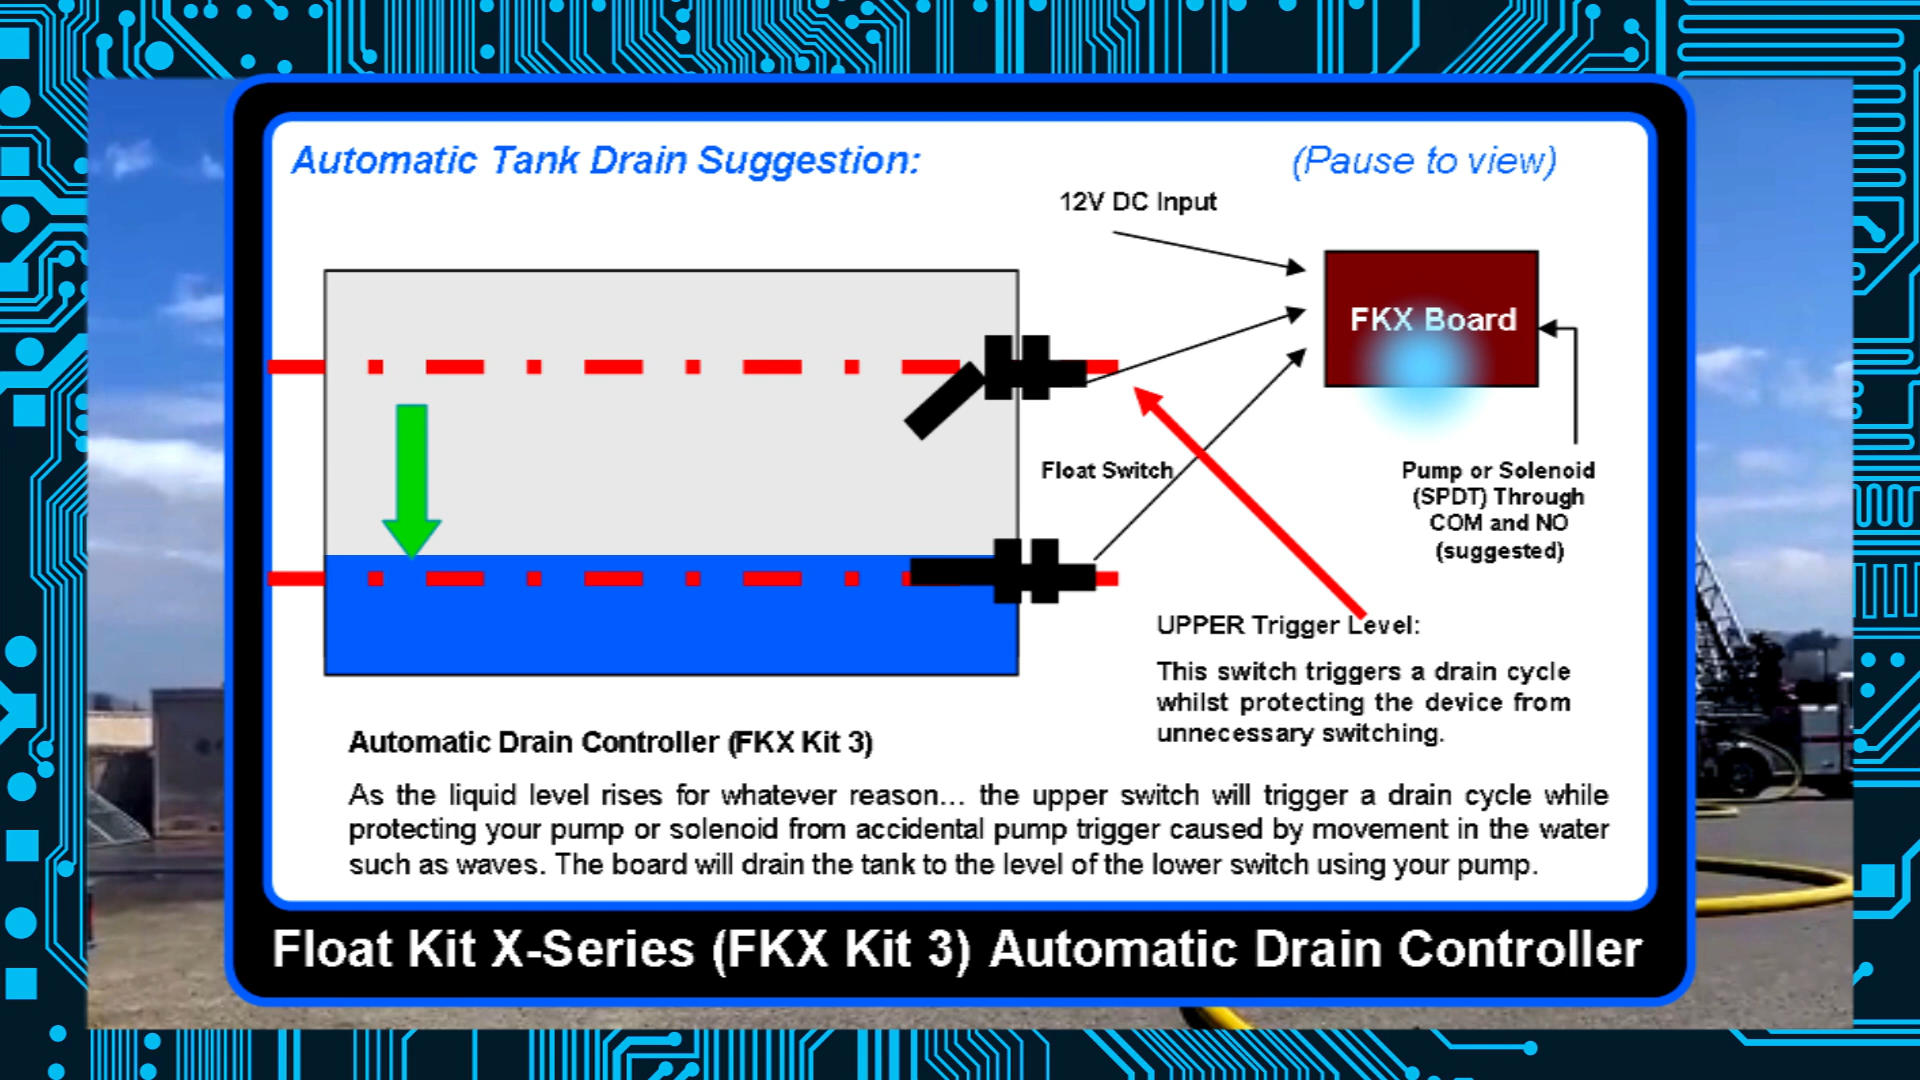 Automatic Tank Drain Suggestion:
(Pause to view)
12V DC Input
FKX Board
Float Switch
Pump or Solenoid
(SPDT) Through
COM and NO
(suggested)
UPPER Trigger Level:
This switch triggers a drain cycle
whilst protecting the device from
unnecessary switching.
Automatic Drain Controller (FKX Kit 3)
As the liquid level rises for whatever reason... the upper switch will trigger a drain cycle while
protecting your pump or solenoid from accidental pump trigger caused by movement in the water
such as waves. The board will drain the tank to the level of the lower switch using your pump.
Float Kit X-Series (FKX Kit 3) Automatic Drain Controller